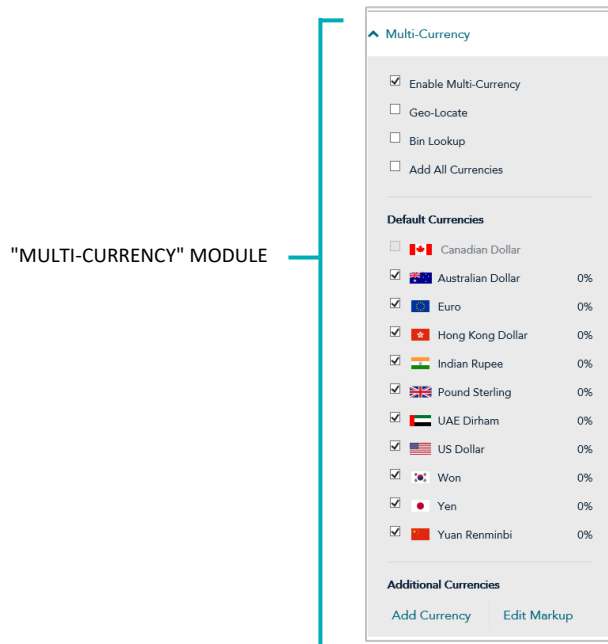 Multi-Currency
Enable Multi-Currency
Geo-Locate
Bin Lookup
Add All Currencies
"MULTI-CURRENCY" MODULE
Default Currencies
Canadian Dollar
Australian Dollar 0%
Euro 0%
Hong Kong Dollar 0%
Indian Rupee 0%
Pound Sterling 0%
UAE Dirham 0%
US Dollar 0%
Won 0%
Yen 0%
Yuan Renminbi 0%
Additional Currencies
Add Currency Edit Markup